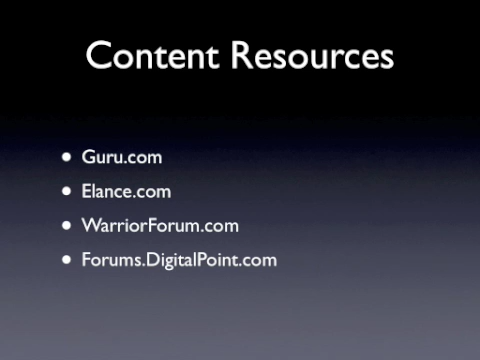 Content Resources
• Guru.com
• Elance.com
• WarriorForum.com
• Forums.DigitalPoint.com